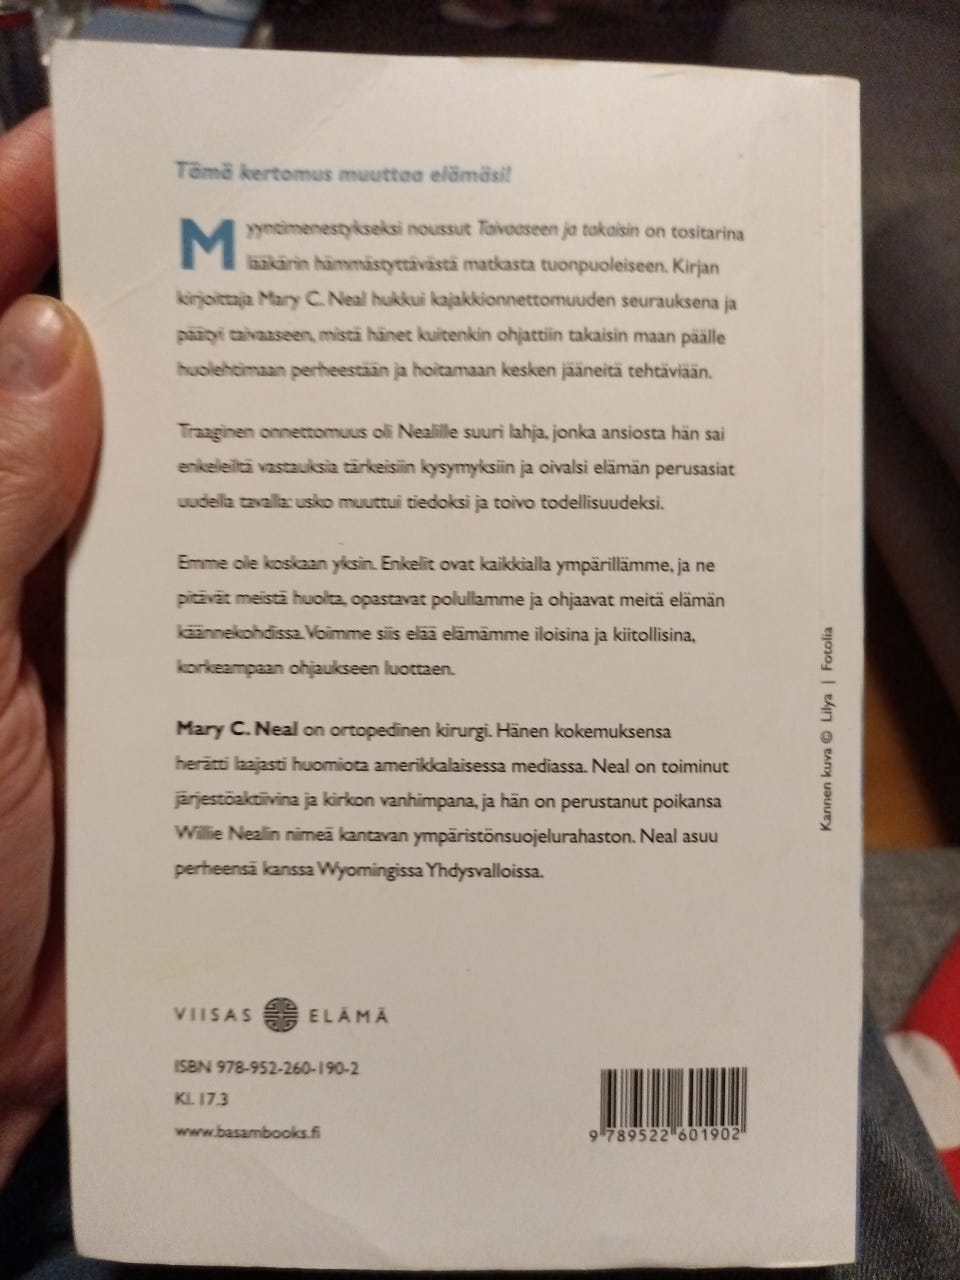 Tämä kertomus muuttaa elämäsi!
Myyntimenestykseksi noussut Taivaaseen ja takaisin on tositarina
lääkärin hämmästyttävästä matkasta tuonpuoleiseen. Kirjan
kirjoittaja Mary C. Neal hukkui kajakkionnettomuuden seurauksena ja
päätyi taivaaseen, mistä hänet kuitenkin ohjattiin takaisin maan päälle
huolehtimaan perheestään ja hoitamaan kesken jääneitä tehtäviään.
Traaginen onnettomuus oli Nealille suuri lahja, jonka ansiosta hän sai
enkeleiltä vastauksia tärkeisiin kysymyksiin ja oivalsi elämän perusasiat
uudella tavalla: usko muuttui tiedoksi ja toivo todellisuudeksi.
Emme ole koskaan yksin. Enkelit ovat kaikkialla ympärillämme, ja ne
pitävät meistä huolta, opastavat polullamme ja ohjaavat meitä elämän
käännekohdissa. Voimme siis elää elämämme iloisina ja kiitollisina,
korkeampaan ohjaukseen luottaen.
Mary C. Neal on ortopedinen kirurgi. Hänen kokemuksensa
herätti laajasti huomiota amerikkalaisessa mediassa. Neal on toiminut
järjestöaktiivina ja kirkon vanhimpana, ja hän on perustanut poikansa
Willie Nealin nimeä kantavan ympäristönsuojelurahaston. Neal asuu
perheensä kanssa Wyomingissa Yhdysvalloissa.
Kannen kuva © Lilya | Fotolia
VIISAS ELÄMÄ
ISBN 978-952-260-190-2
Kl. 17.3
www.basambooks.fi
9 789522 601902